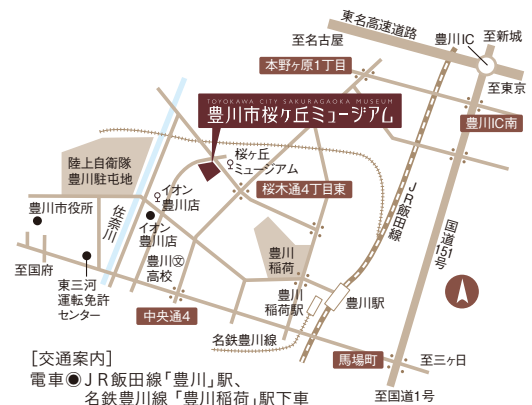 東名高速道路
豊川IC
至新城
至名古屋
本野ヶ原1丁目
至東京
TOYOKAWA CITY SAKURAGAOKA MUSEUM
豊川市桜ヶ丘ミュージアム
豊川IC南
陸上自衛隊
豊川駐屯地
桜ヶ丘
ミュージアム
桜木通4丁目東
イオン
豊川店
JR飯田線
国道151号
豊川市役所
佐奈川
イオン
豊川店
豊川
高校
文
豊川
稲荷
至国府
東三河
運転免許
センター
中央通4
豊川
稲荷駅
豊川駅
名鉄豊川線
馬場町
至三ヶ日
至国道1号
[交通案内]
電車◉JR飯田線「豊川」駅、
名鉄豊川線「豊川稲荷」駅下車